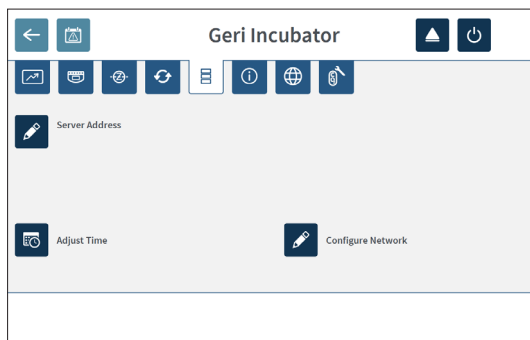 Geri Incubator
Server Address
Adjust Time
Configure Network